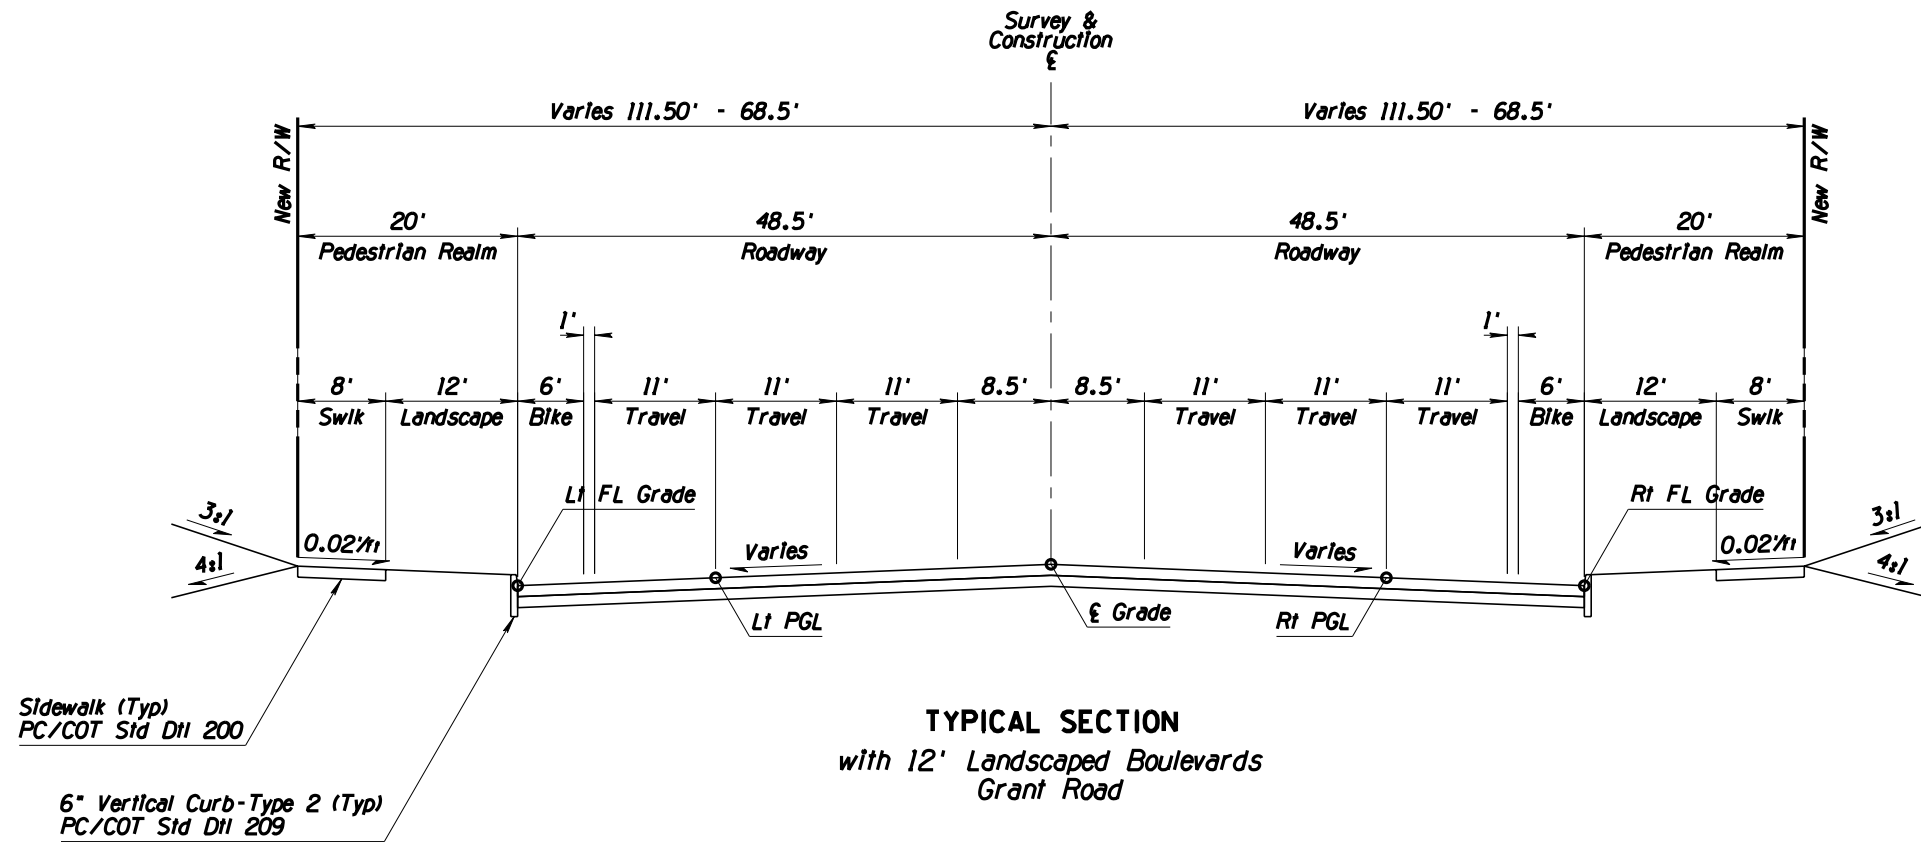 Survey &
Construction
℄
Varies 111.50' - 68.5'
Varies 111.50' - 68.5'
New R/W
New R/W
20'
48.5'
48.5'
20'
Pedestrian Realm
Roadway
Roadway
Pedestrian Realm
1'
1'
8'
12'
6'
11'
11'
11'
8.5'
8.5'
11'
11'
11'
6'
12'
8'
Swlk
Landscape
Bike
Travel
Travel
Travel
Travel
Travel
Travel
Bike
Landscape
Swlk
Lt FL Grade
Rt FL Grade
3:1
3:1
0.02'/ft
Varies
Varies
0.02'/ft
4:1
4:1
Lt PGL
℄ Grade
Rt PGL
Sidewalk (Typ)
PC/COT Std Dtl 200
TYPICAL SECTION
with 12' Landscaped Boulevards
Grant Road
6" Vertical Curb-Type 2 (Typ)
PC/COT Std Dtl 209